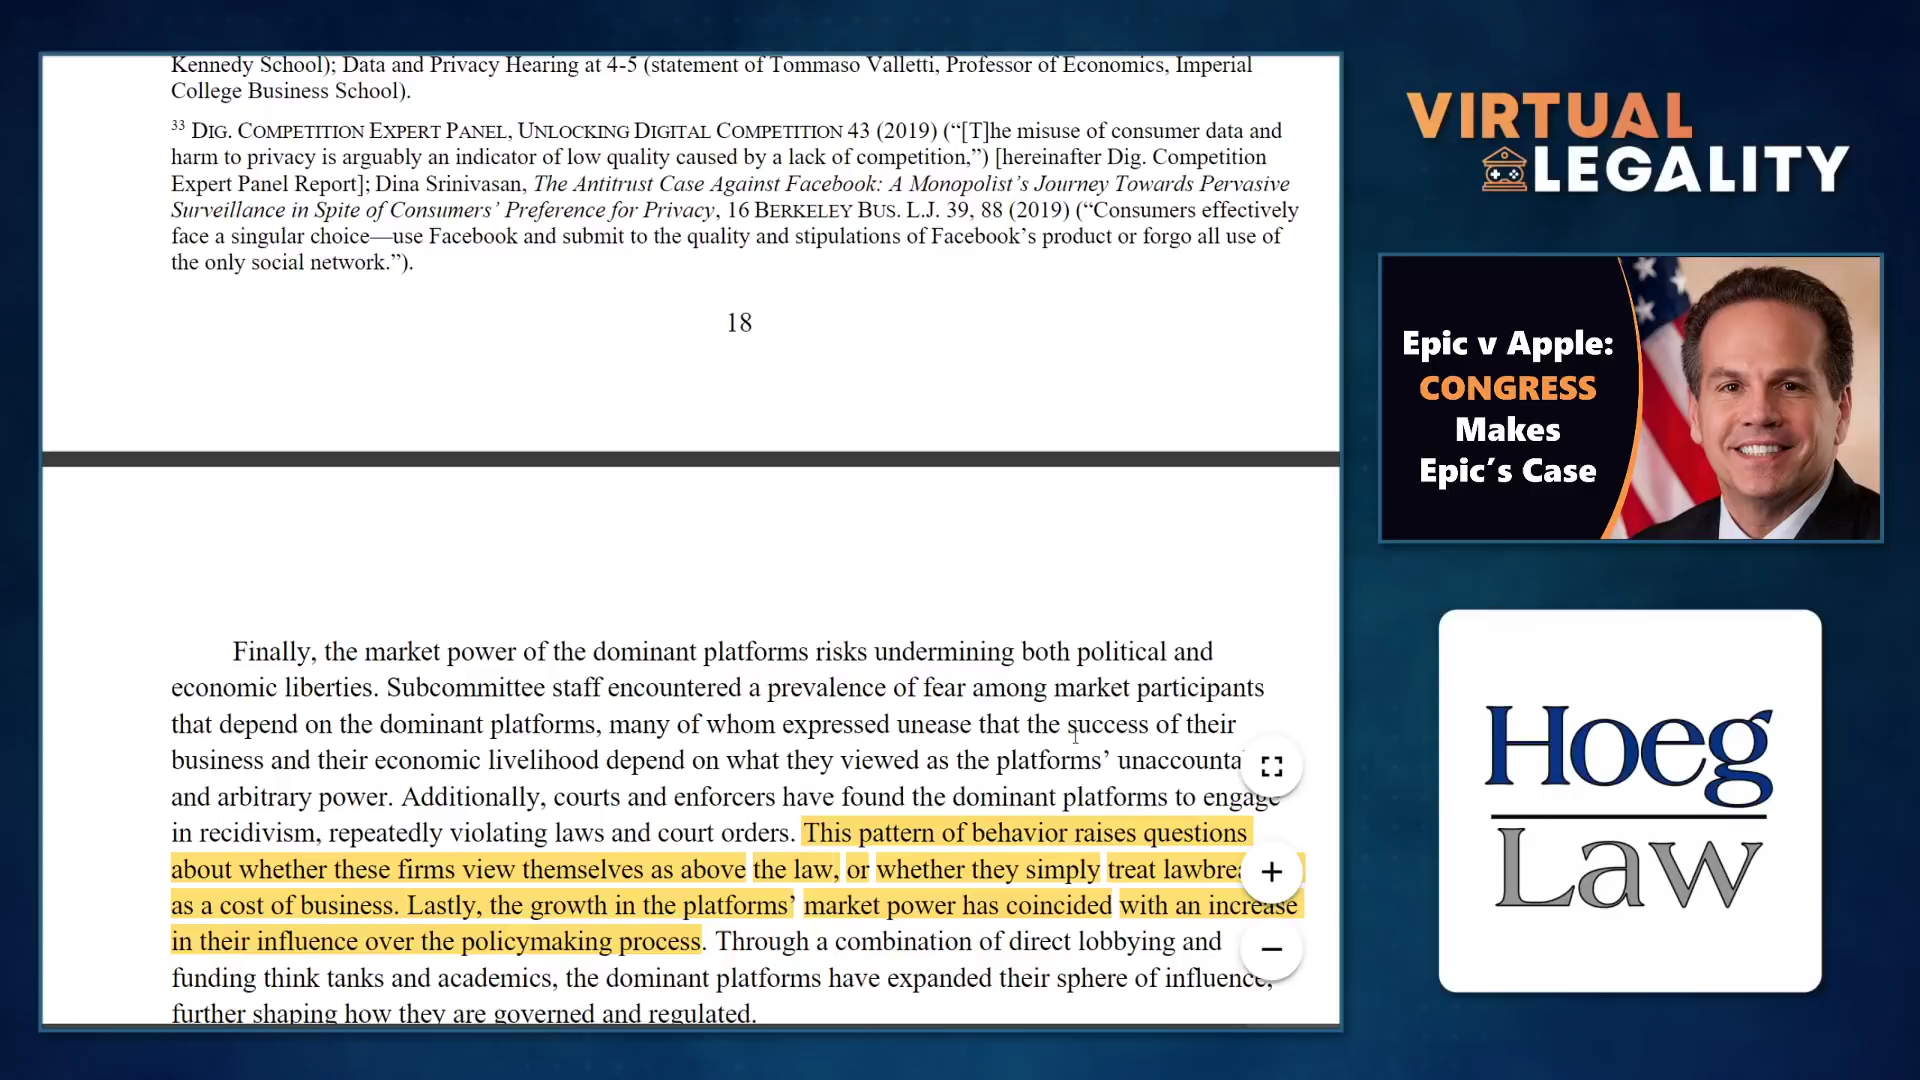 Kennedy School); Data and Privacy Hearing at 4-5 (statement of Tommaso Valletti, Professor of Economics, Imperial
College Business School).
33 DIG. COMPETITION EXPERT PANEL, UNLOCKING DIGITAL COMPETITION 43 (2019) (“[T]he misuse of consumer data and
harm to privacy is arguably an indicator of low quality caused by a lack of competition,”) [hereinafter Dig. Competition
Expert Panel Report]; Dina Srinivasan, The Antitrust Case Against Facebook: A Monopolist’s Journey Towards Pervasive
Surveillance in Spite of Consumers’ Preference for Privacy, 16 BERKELEY BUS. L.J. 39, 88 (2019) (“Consumers effectively
face a singular choice—use Facebook and submit to the quality and stipulations of Facebook’s product or forgo all use of
the only social network.”).
18
Finally, the market power of the dominant platforms risks undermining both political and
economic liberties. Subcommittee staff encountered a prevalence of fear among market participants
that depend on the dominant platforms, many of whom expressed unease that the success of their
business and their economic livelihood depend on what they viewed as the platforms’
and arbitrary power. Additionally, courts and enforcers have found the dominant platforms to engage
in recidivism, repeatedly violating laws and court orders. This pattern of behavior raises questions
about whether these firms view themselves as above the law, or whether they simply treat
as a cost of business. Lastly, the growth in the platforms’ market power has coincided with an increase
in their influence over the policymaking process. Through a combination of direct lobbying and
funding think tanks and academics, the dominant platforms have expanded their sphere of influence,
further shaping how they are governed and regulated.
VIRTUAL
LEGALITY
Epic v Apple:
CONGRESS
Makes
Epic’s Case
Hoeg
Law